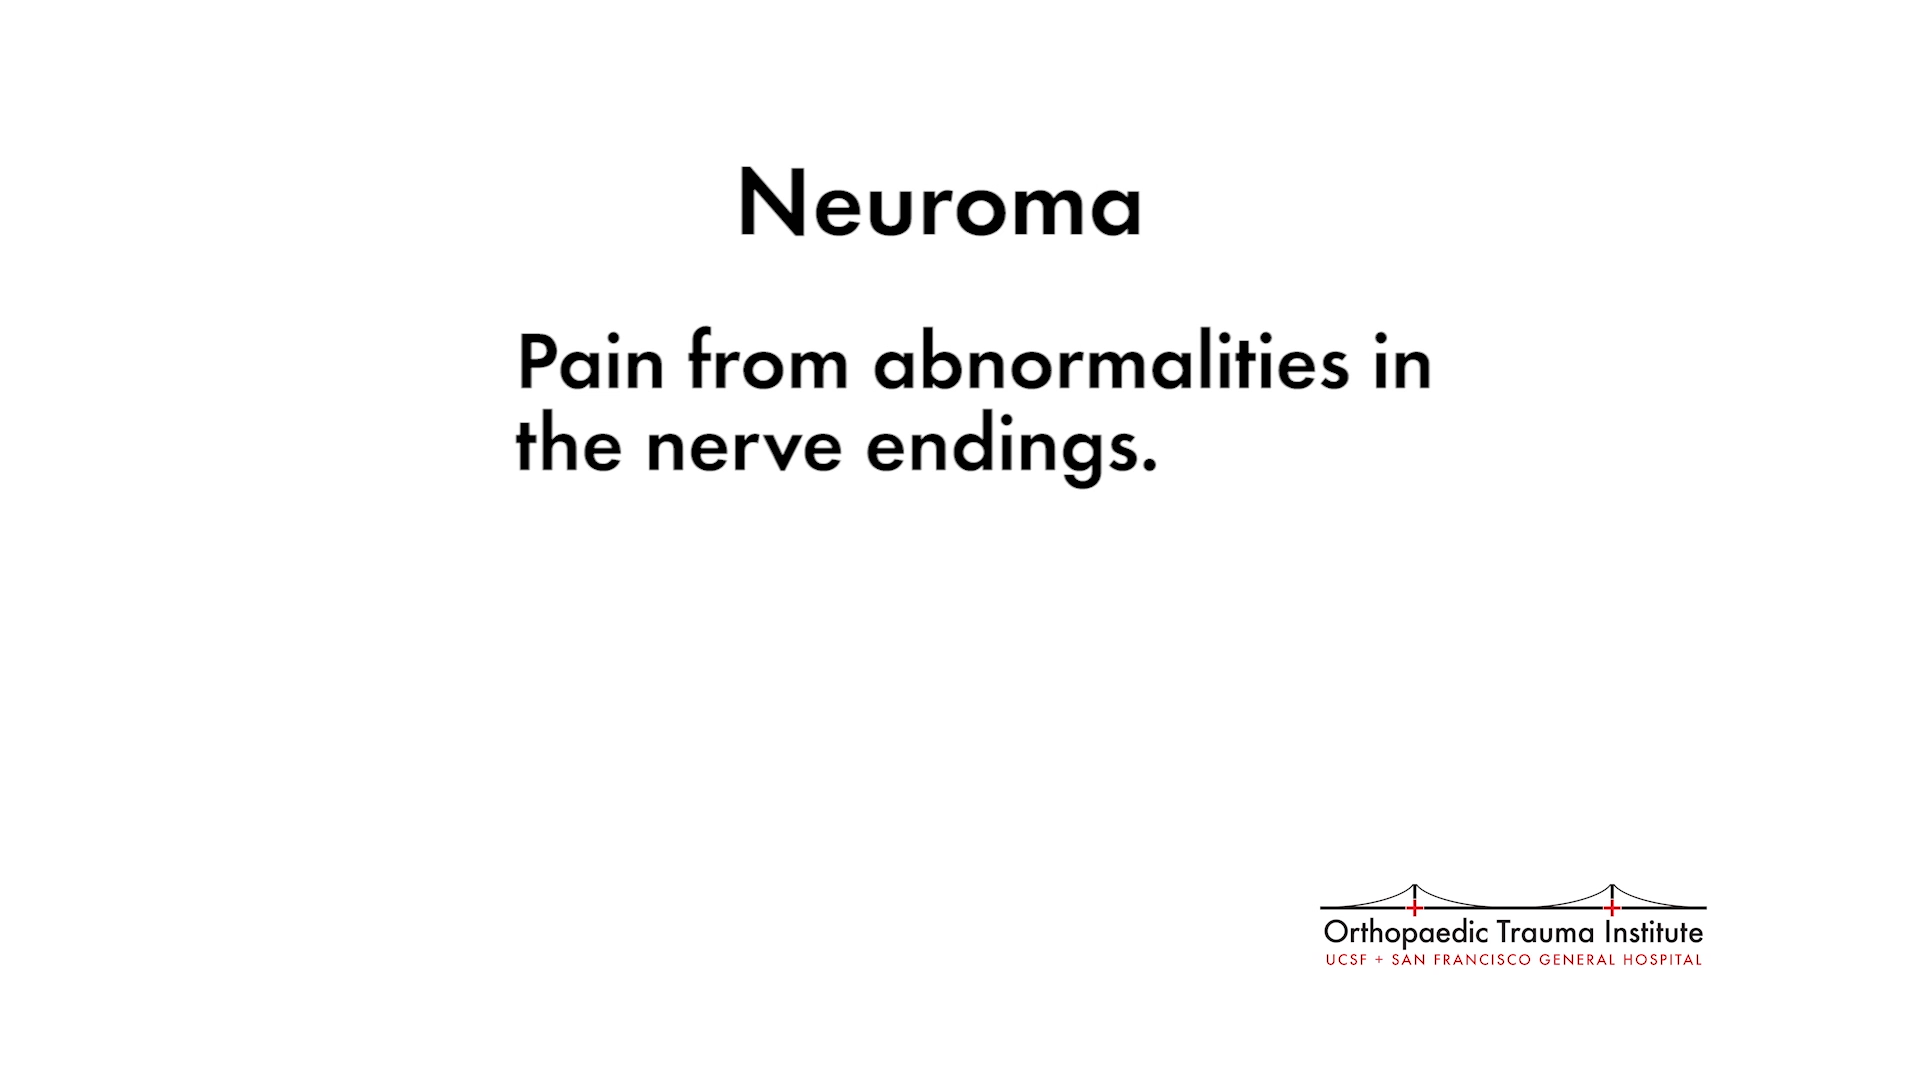 Neuroma
Pain from abnormalities in
the nerve endings.
Orthopaedic Trauma Institute
UCSF + SAN FRANCISCO GENERAL HOSPITAL